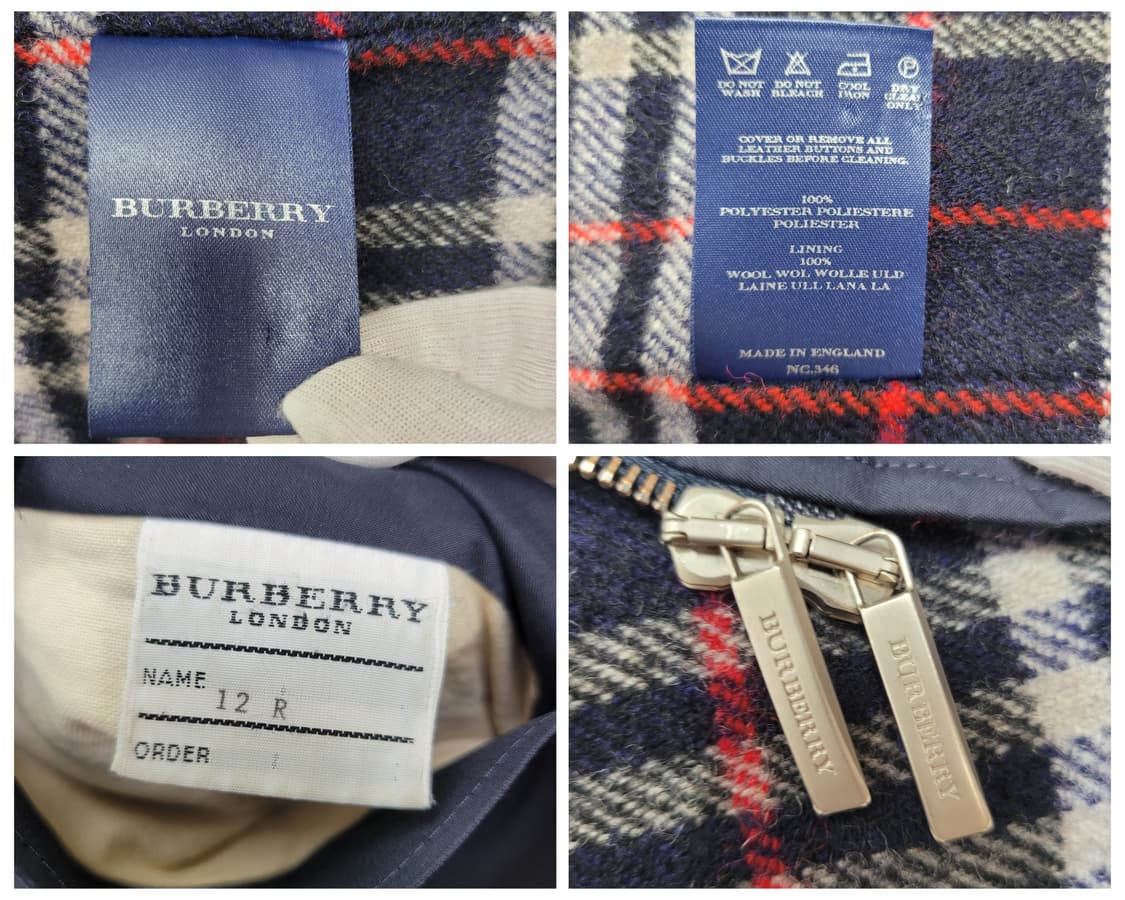 BURBERRY
LONDON
DO NOT WASH
DO NOT BLEACH
COOL IRON
P
DRY CLEAN ONLY
COVER OR REMOVE ALL
LEATHER BUTTONS AND
BUCKLES BEFORE CLEANING.
100%
POLYESTER POLIESTERE
POLIESTER
LINING
100%
WOOL WOL WOLLE ULD
LAINE ULL LANA LA
MADE IN ENGLAND
NC.346
BURBERRY
LONDON
NAME
12 R
ORDER
BURBERRY
BURBERRY